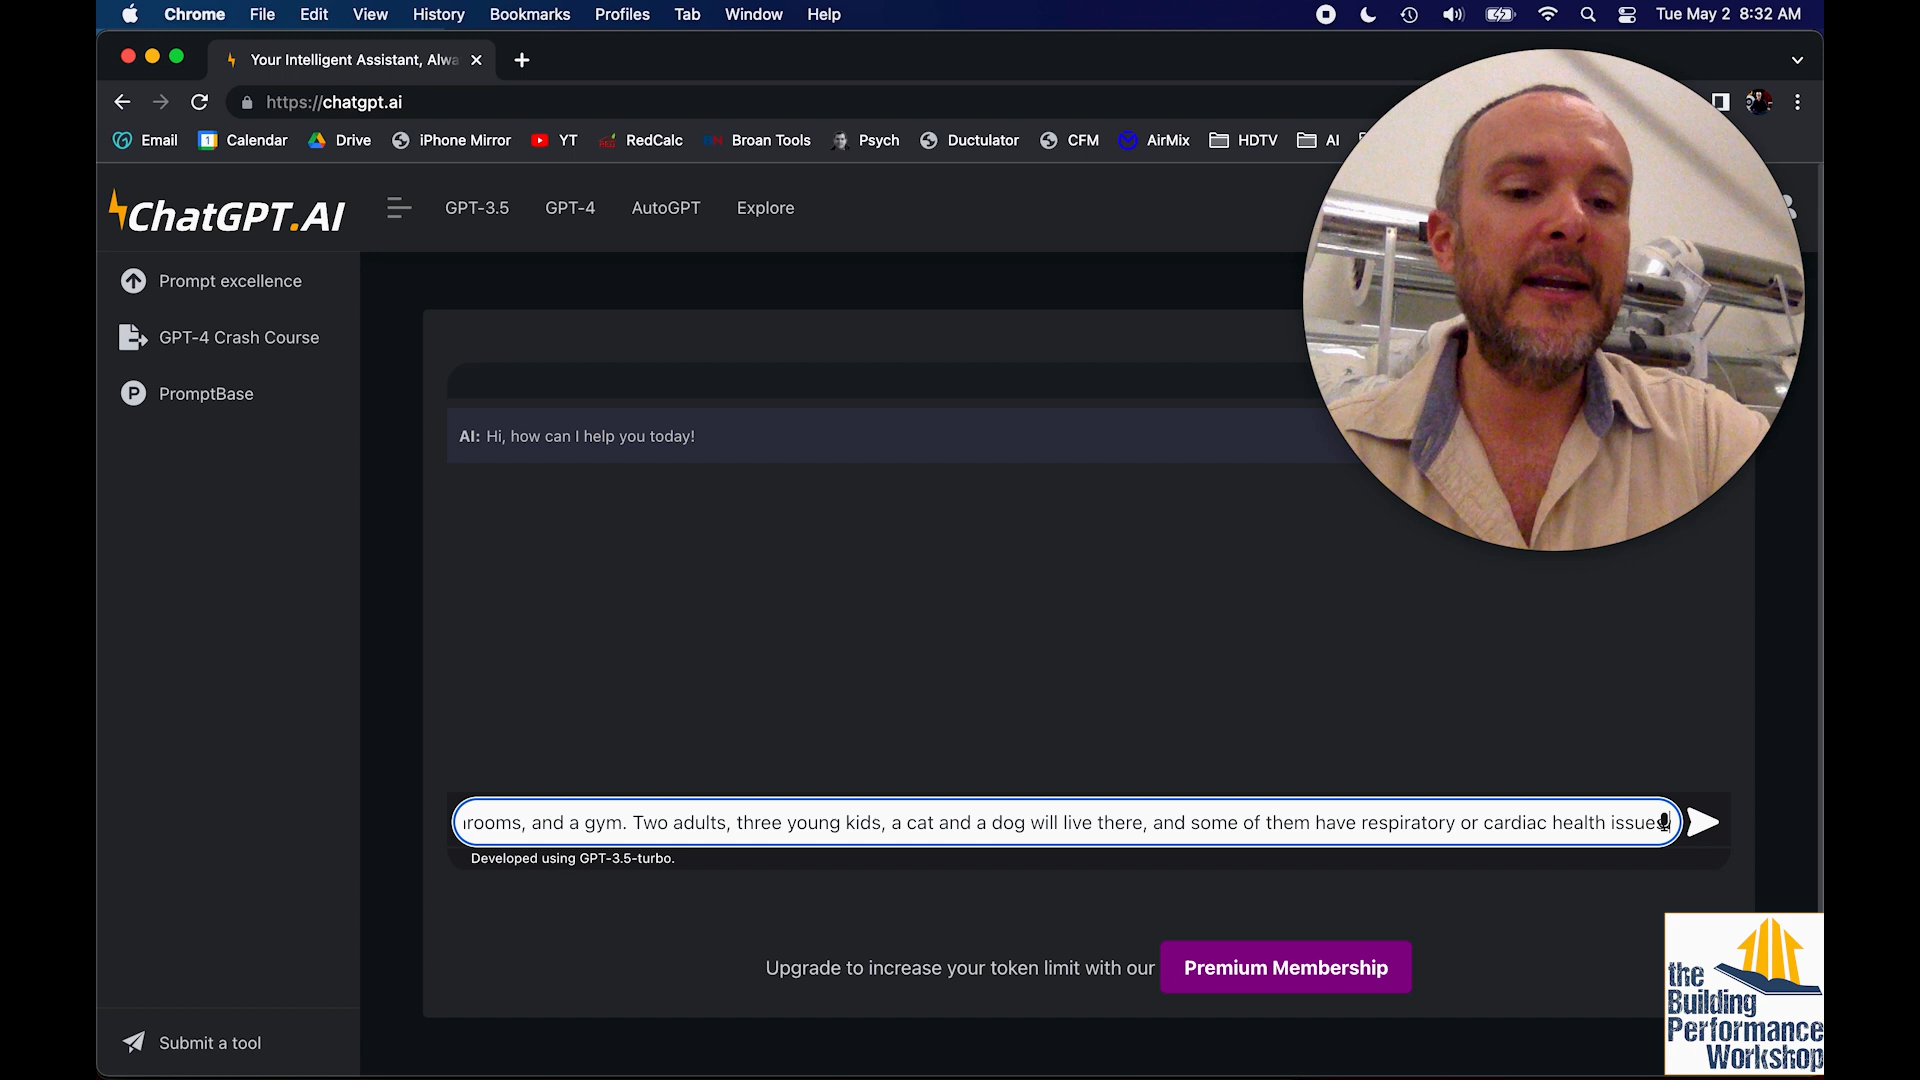 Chrome File Edit View History Bookmarks Profiles Tab Window Help Tue May 2 8:32 AM
Your Intelligent Assistant, Alwa
https://chatgpt.ai
Email 1 Calendar Drive iPhone Mirror YT RedCalc Broan Tools Psych Ductulator CFM AirMix HDTV AI
ChatGPT.AI GPT-3.5 GPT-4 AutoGPT Explore
Prompt excellence
GPT-4 Crash Course
P PromptBase
AI: Hi, how can I help you today!
rooms, and a gym. Two adults, three young kids, a cat and a dog will live there, and some of them have respiratory or cardiac health issues
Developed using GPT-3.5-turbo.
Upgrade to increase your token limit with our Premium Membership
Submit a tool
the
Building
Performance
Workshop